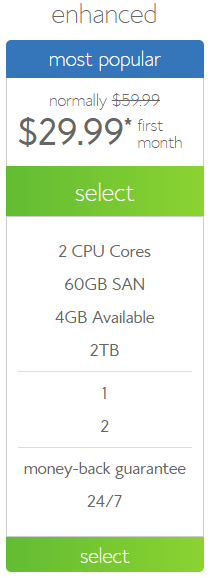 enhanced
most popular
normally $59.99
$29.99* first
month
select
2 CPU Cores
60GB SAN
4GB Available
2TB
1
2
money-back guarantee
24/7
select